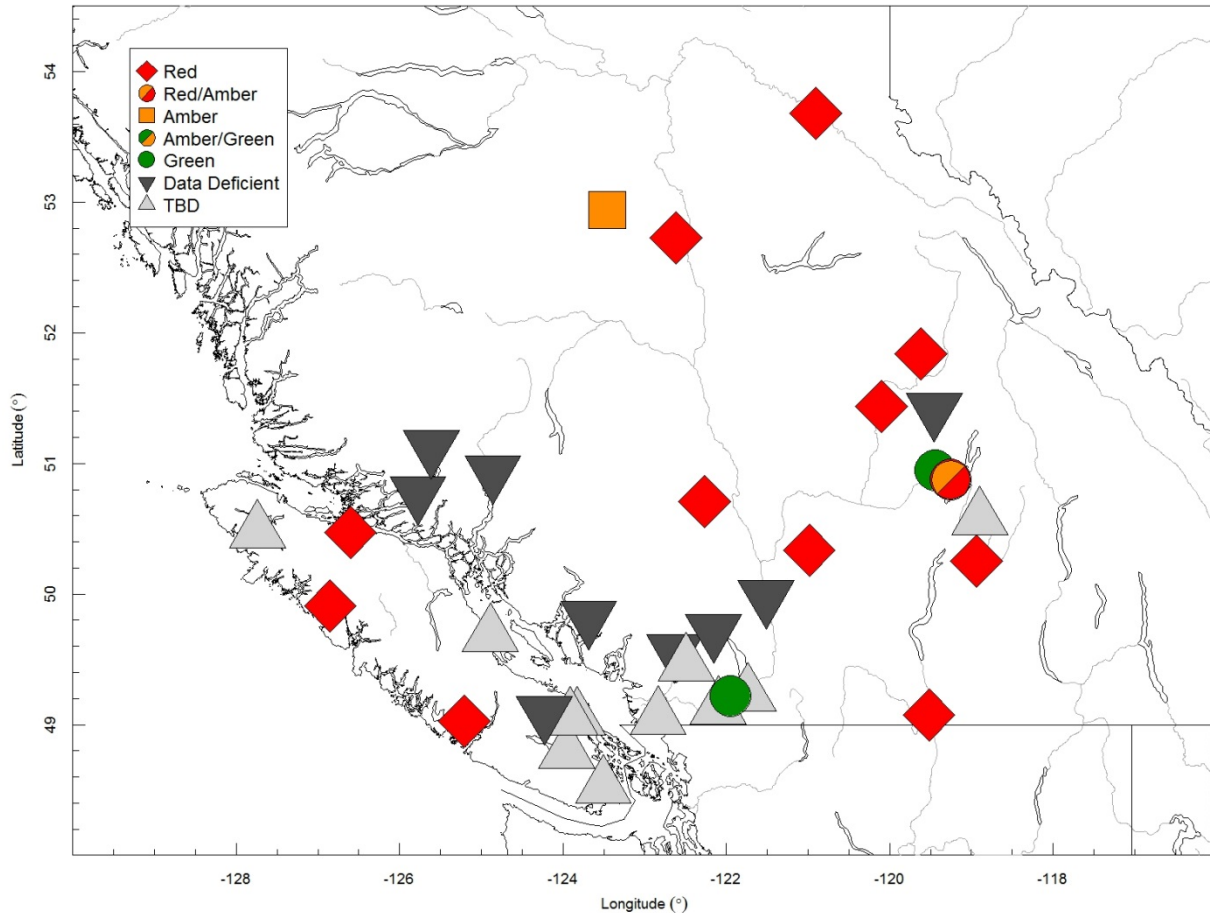 Red
Red/Amber
Amber
Amber/Green
Green
Data Deficient
TBD
54
53
52
51
50
49
Latitude (°)
-128
-126
-124
-122
-120
-118
Longitude (°)